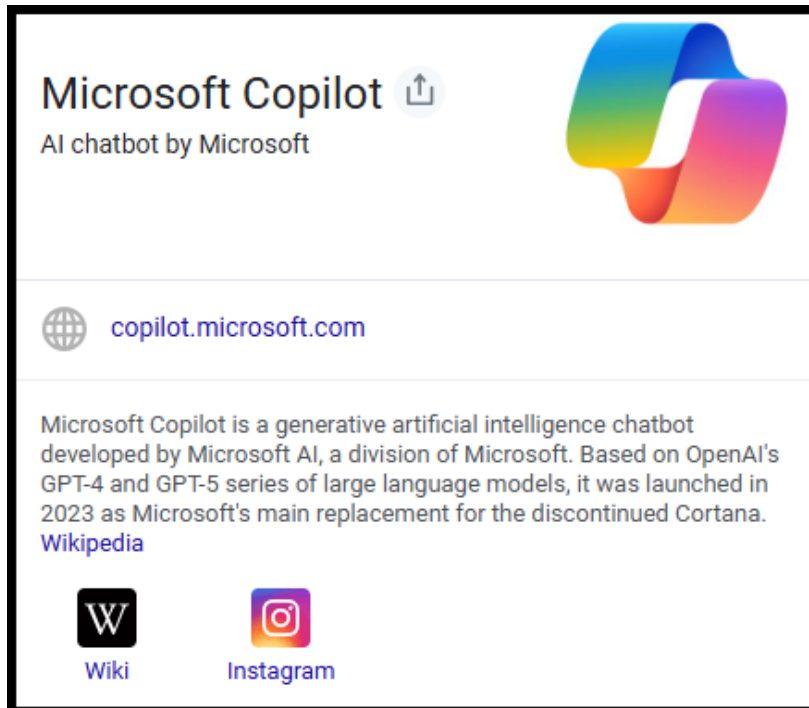 Microsoft Copilot
AI chatbot by Microsoft
copilot.microsoft.com
Microsoft Copilot is a generative artificial intelligence chatbot
developed by Microsoft AI, a division of Microsoft. Based on OpenAI's
GPT-4 and GPT-5 series of large language models, it was launched in
2023 as Microsoft's main replacement for the discontinued Cortana.
Wikipedia
W
Wiki
Instagram